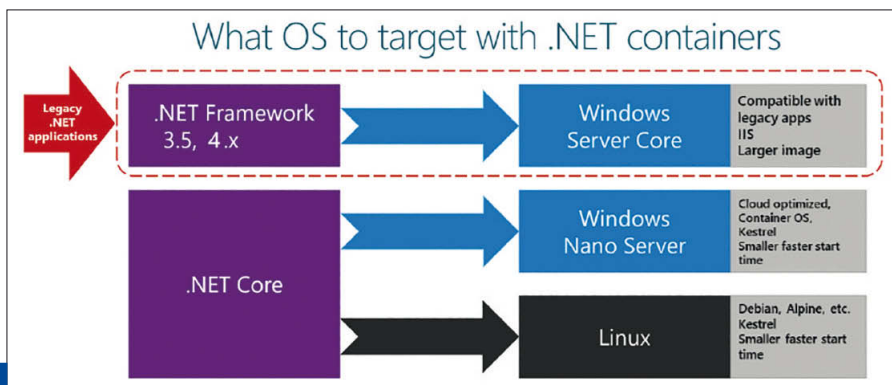 What OS to target with .NET containers
Legacy
.NET
applications
.NET Framework
3.5, 4.x
Windows
Server Core
Compatible with
legacy apps
IIS
Larger image
.NET Core
Windows
Nano Server
Cloud optimized,
Container OS,
Kestrel
Smaller faster start
time
Linux
Debian, Alpine, etc.
Kestrel
Smaller faster start
time